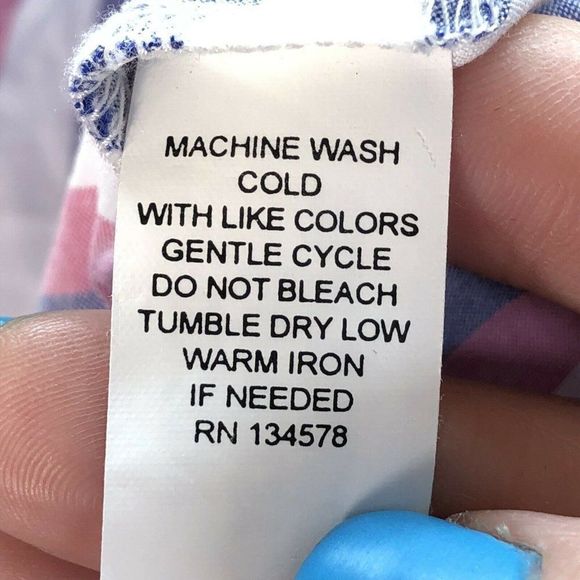 MACHINE WASH
COLD
WITH LIKE COLORS
GENTLE CYCLE
DO NOT BLEACH
TUMBLE DRY LOW
WARM IRON
IF NEEDED
RN 134578